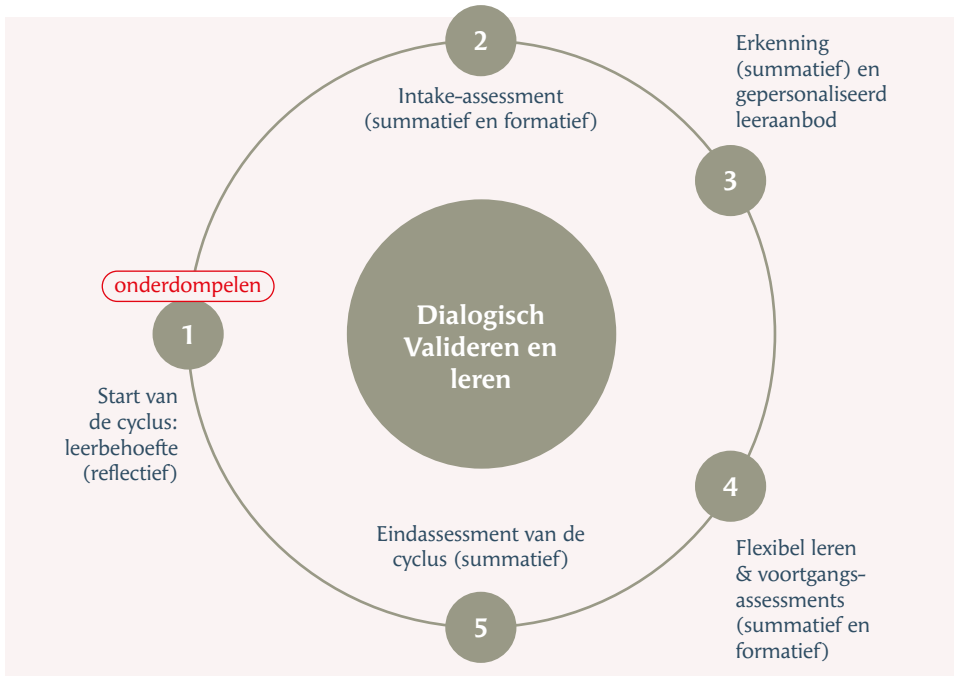 2
Intake-assessment
(summatief en formatief)
Erkenning
(summatief) en
gepersonaliseerd
leeraanbod
3
onderdompelen
1
Start van
de cyclus:
leerbehoefte
(reflectief)
Dialogisch
Valideren en
leren
4
Flexibel leren
& voortgangs-
assessments
(summatief en
formatief)
Eindassessment van de
cyclus (summatief)
5